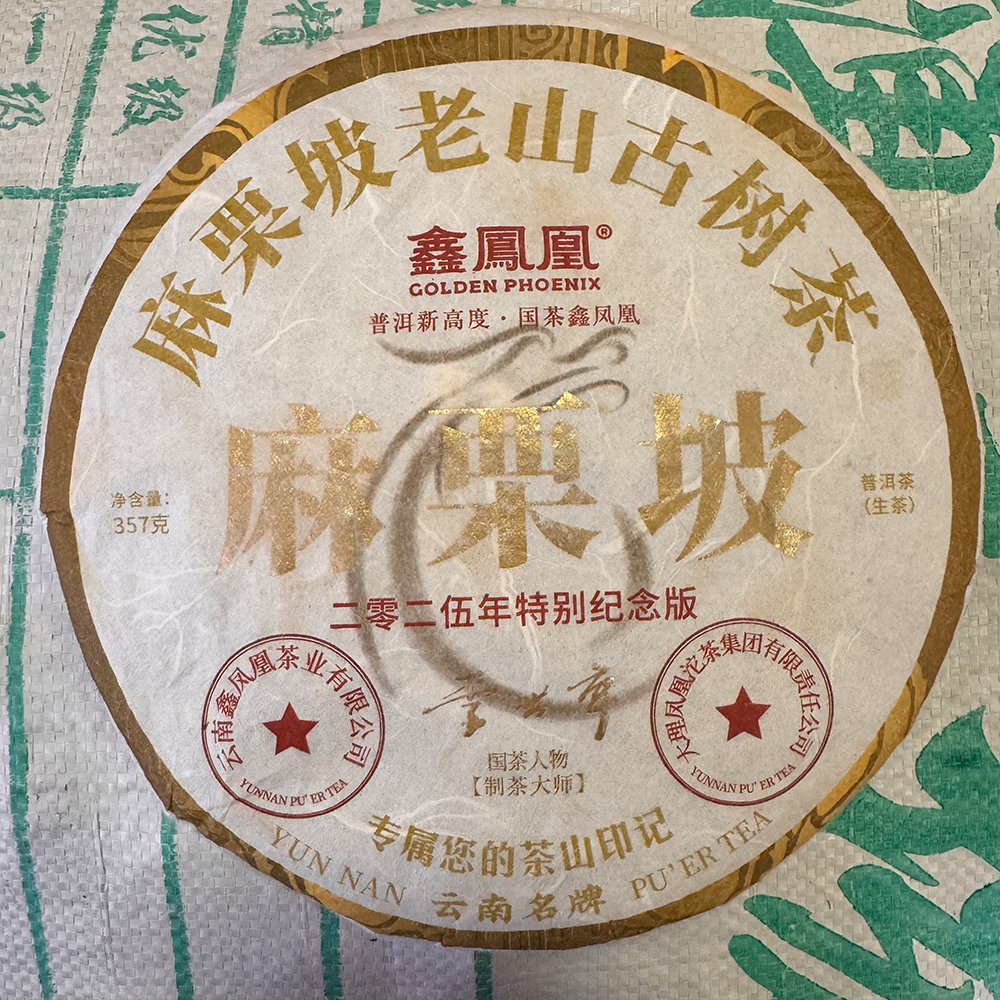 麻栗坡老山古树茶
鑫鳳凰®
GOLDEN PHOENIX
普洱新高度·国茶鑫凤凰
麻栗坡
净含量:
357克
普洱茶
(生茶)
二零二伍年特别纪念版
云南鑫凤凰茶业有限公司
YUNNAN PU'ER TEA
大理凤凰沱茶集团有限责任公司
YUNNAN PU'ER TEA
国茶人物
【制茶大师】
专属您的茶山印记
YUN NAN 云南名牌 PU'ER TEA
优级
一级